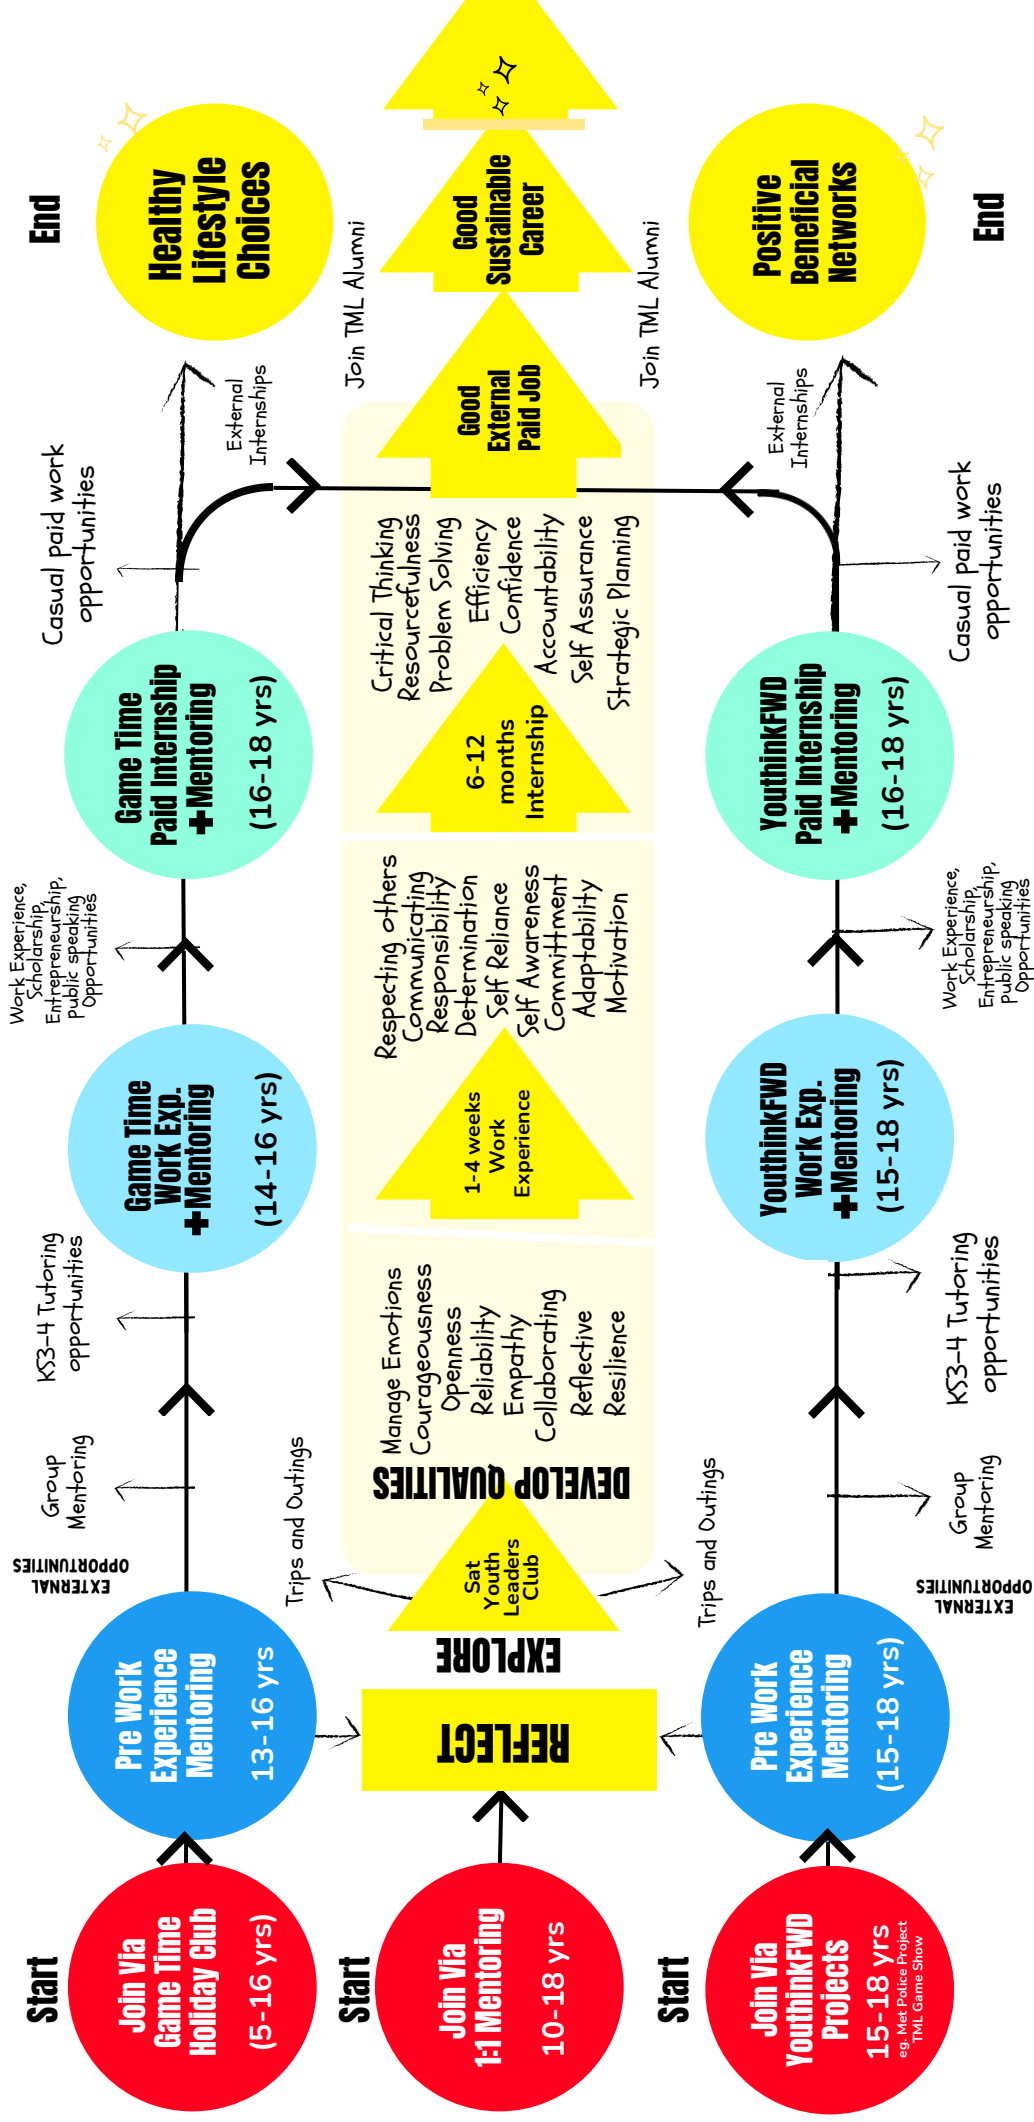 Start
Join Via
Game Time
Holiday Club
(5-16 yrs)
Pre Work
Experience
Mentoring
13-16 yrs
EXTERNAL
OPPORTUNITIES
Group
Mentoring
KS3-4 Tutoring
opportunities
Game Time
Work Exp.
+Mentoring
(14-16 yrs)
Work Experience,
Scholarship,
Entrepreneurship,
Public speaking
Opportunities
Game Time
Paid Internship
+Mentoring
(16-18 yrs)
Casual paid work
opportunities
External
Internships
Healthy
Lifestyle
Choices
End
Start
Join Via
1:1 Mentoring
10-18 yrs
REFLECT
EXPLORE
Sat
Youth
Leaders
Club
Trips and Outings
Trips and Outings
DEVELOP QUALITIES
Manage Emotions
Courageousness
Openness
Reliability
Empathy
Collaborating
Reflective
Resilience
1-4 weeks
Work
Experience
Respecting others
Communicating
Responsibility
Determination
Self Reliance
Self Awareness
Committment
Adaptability
Motivation
6-12
months
Internship
Critical Thinking
Resourcefulness
Problem Solving
Efficiency
Confidence
Accountability
Self Assurance
Strategic Planning
Good
External
Paid Job
Join TML Alumni
Join TML Alumni
Good
Sustainable
Career
Start
Join Via
YouthinkFWD
Projects
15-18 yrs
eg. Met Police Project
TML Game Show
Pre Work
Experience
Mentoring
(15-18 yrs)
EXTERNAL
OPPORTUNITIES
Group
Mentoring
KS3-4 Tutoring
opportunities
YouthinkFWD
Work Exp.
+Mentoring
(15-18 yrs)
Work Experience,
Scholarship,
Entrepreneurship,
Public speaking
Opportunities
YouthinkFWD
Paid Internship
+Mentoring
(16-18 yrs)
Casual paid work
opportunities
External
Internships
Positive
Beneficial
Networks
End